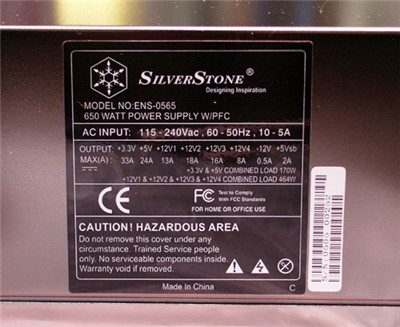 SILVERSTONE®
Designing Inspiration
MODEL NO:ENS-0565
650 WATT POWER SUPPLY W/PFC
AC INPUT: 115 - 240Vac , 60 - 50Hz , 10 - 5A
OUTPUT: +3.3V +5V +12V1 +12V2 +12V3 +12V4 -12V +5Vsb
MAX(A): 33A 24A 13A 18A 16A 8A 0.5A 2A
+3.3V & +5V COMBINED LOAD 170W
+12V1 & +12V2 & +12V3 & +12V4 COMBINED LOAD 464W
CE
FC Test to Comply
With FCC Standards
FOR HOME OR OFFICE USE
CAUTION! HAZARDOUS AREA
Do not remove this cover under any
circumstance. Trained Service people
only. No serviceable components inside.
Warranty void if removed.
Made In China
C